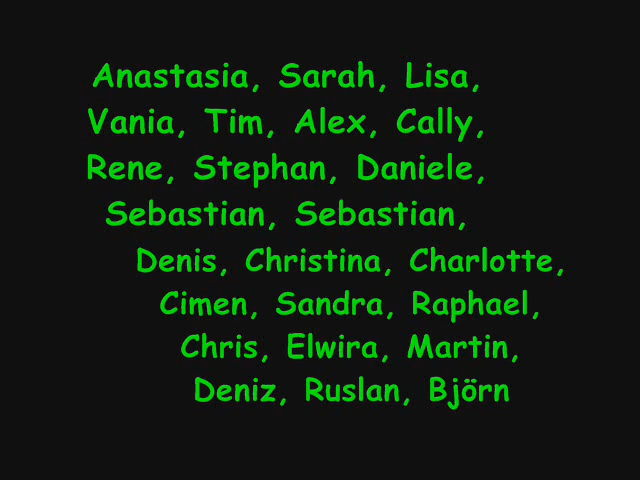 Anastasia, Sarah, Lisa,
Vania, Tim, Alex, Cally,
Rene, Stephan, Daniele,
Sebastian, Sebastian,
Denis, Christina, Charlotte,
Cimen, Sandra, Raphael,
Chris, Elwira, Martin,
Deniz, Ruslan, Björn